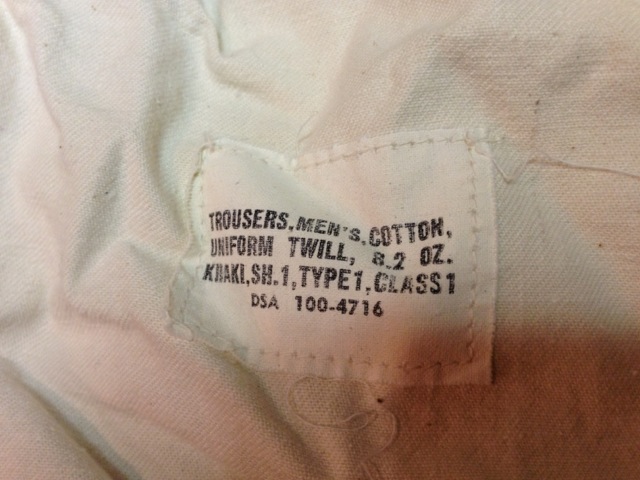 TROUSERS, MEN'S, COTTON,
UNIFORM TWILL, 8.2 OZ.
KHAKI, SH.1, TYPE1, CLASS1
DSA 100-4716